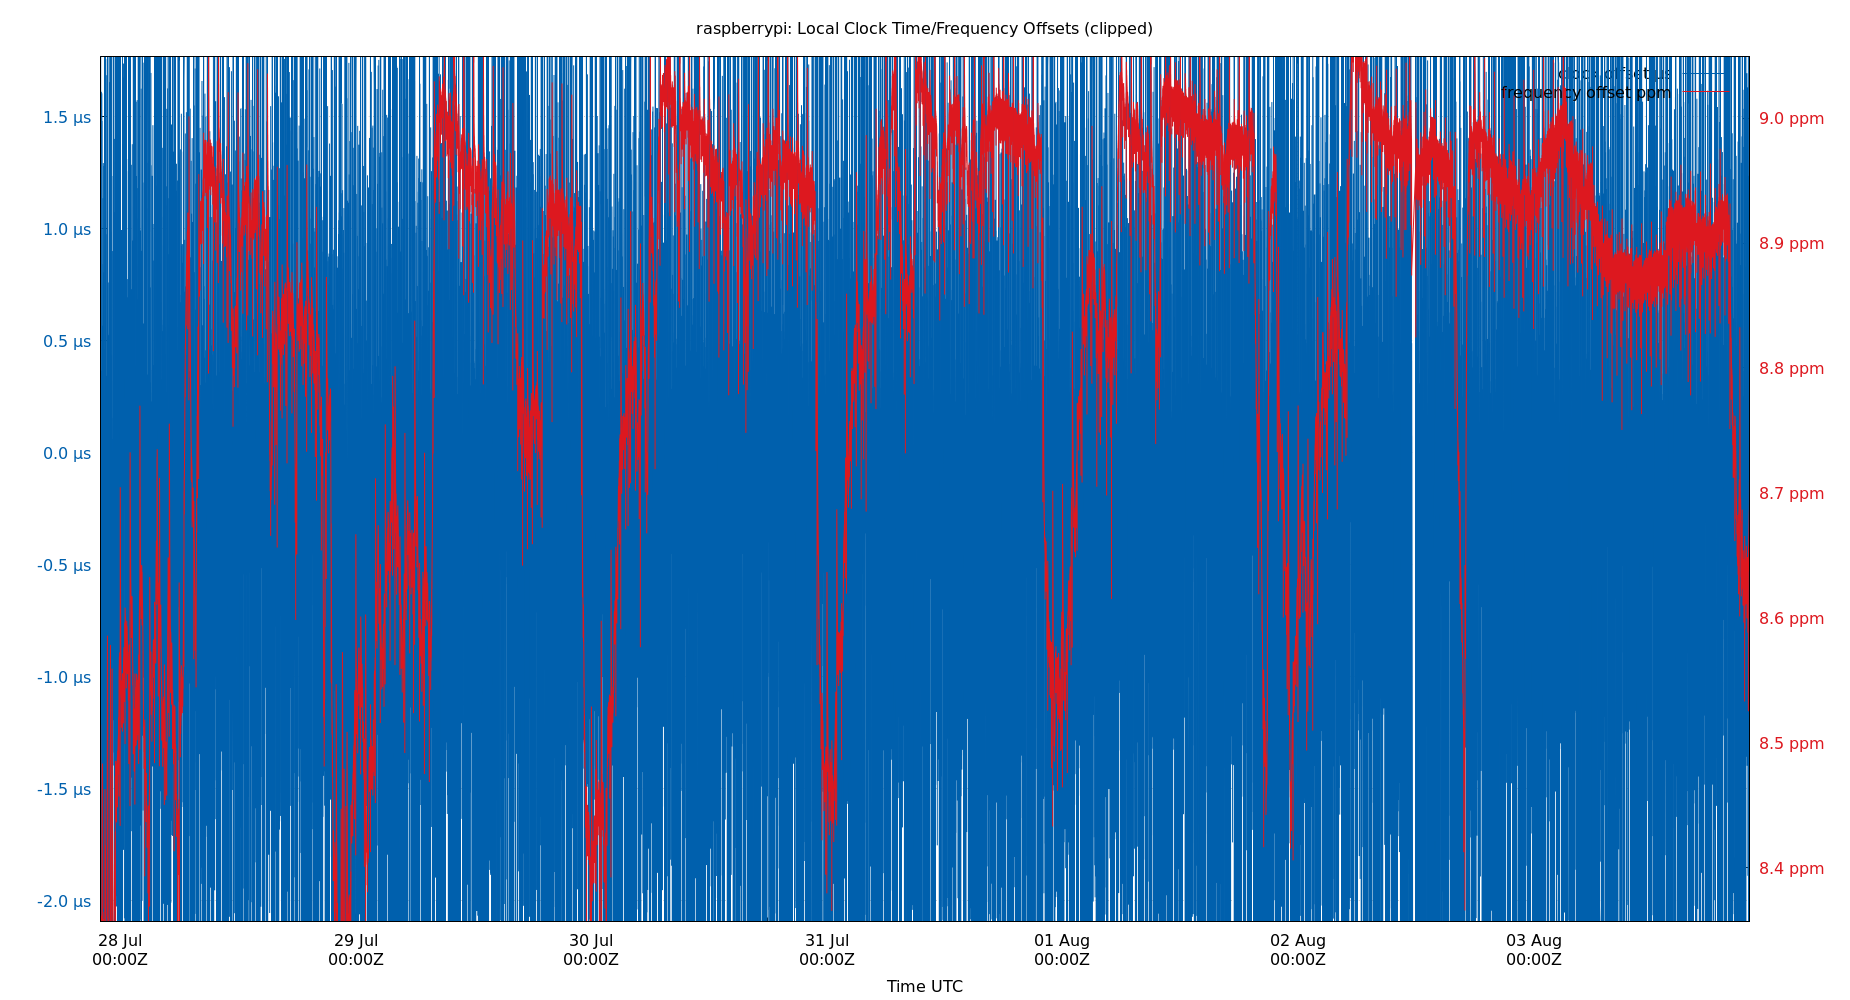 raspberrypi: Local Clock Time/Frequency Offsets (clipped)
clock offset µs
frequency offset ppm
1.5 µs
1.0 µs
0.5 µs
0.0 µs
-0.5 µs
-1.0 µs
-1.5 µs
-2.0 µs
9.0 ppm
8.9 ppm
8.8 ppm
8.7 ppm
8.6 ppm
8.5 ppm
8.4 ppm
28 Jul
00:00Z
29 Jul
00:00Z
30 Jul
00:00Z
31 Jul
00:00Z
01 Aug
00:00Z
02 Aug
00:00Z
03 Aug
00:00Z
Time UTC